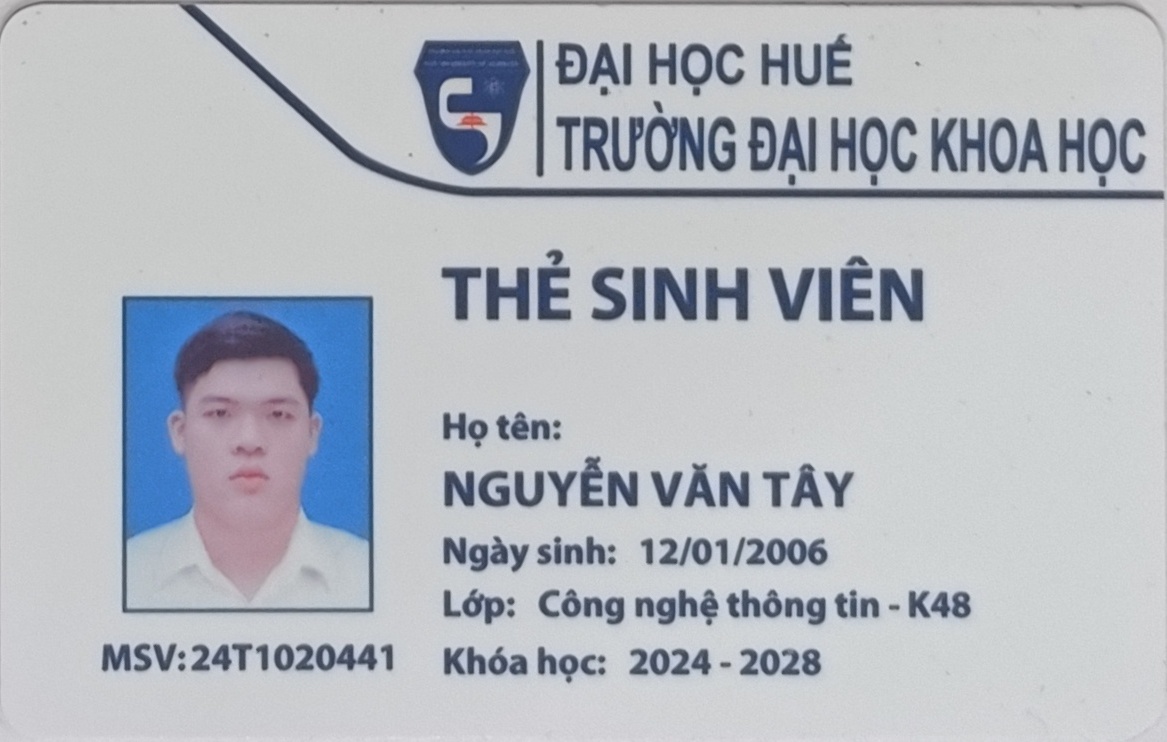 ĐẠI HỌC HUẾ
TRƯỜNG ĐẠI HỌC KHOA HỌC
THẺ SINH VIÊN
Họ tên:
NGUYỄN VĂN TÂY
Ngày sinh: 12/01/2006
Lớp: Công nghệ thông tin - K48
MSV:24T1020441
Khóa học: 2024 - 2028